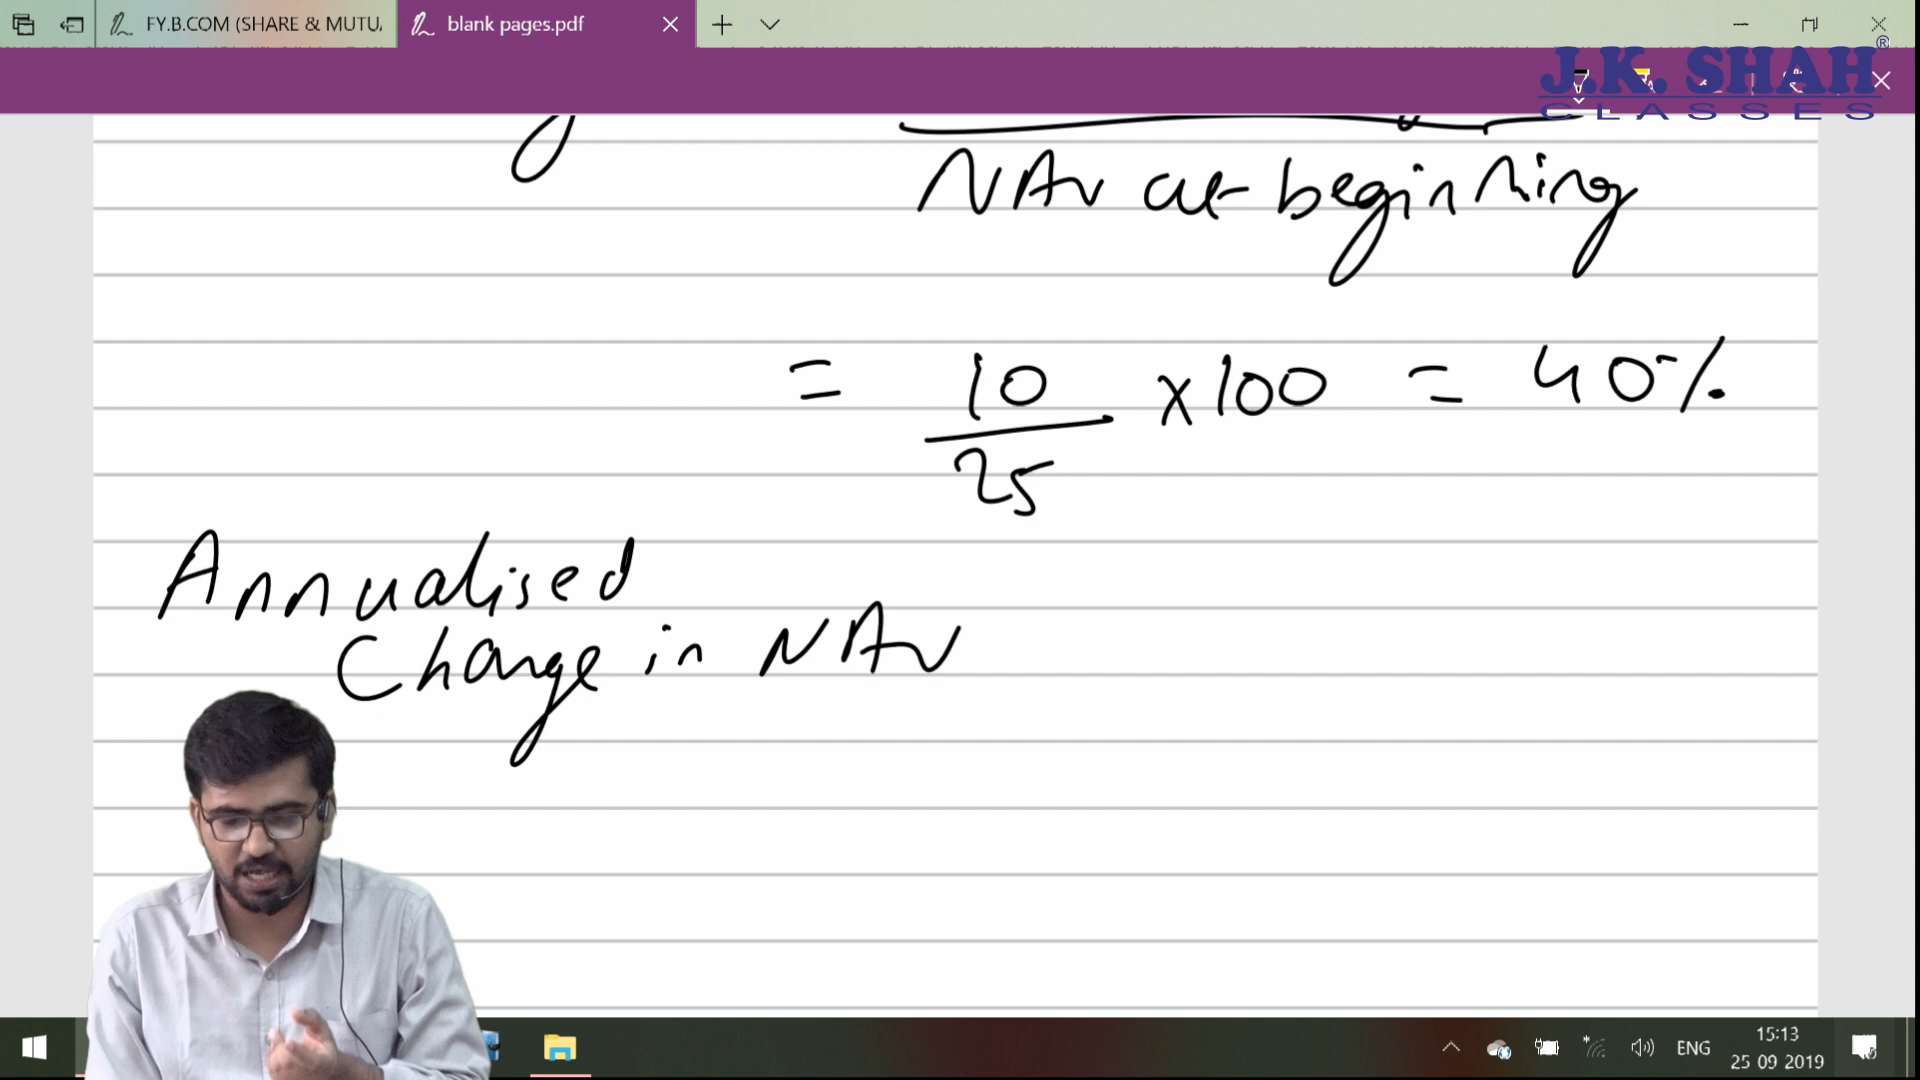 FY.B.COM (SHARE & MUTU
blank pages.pdf
J.K. SHAH®
CLASSES
NAV at beginning
= 10/25 x100 = 40%
Annualised
Change in NAV
ENG
15:13
25 09 2019